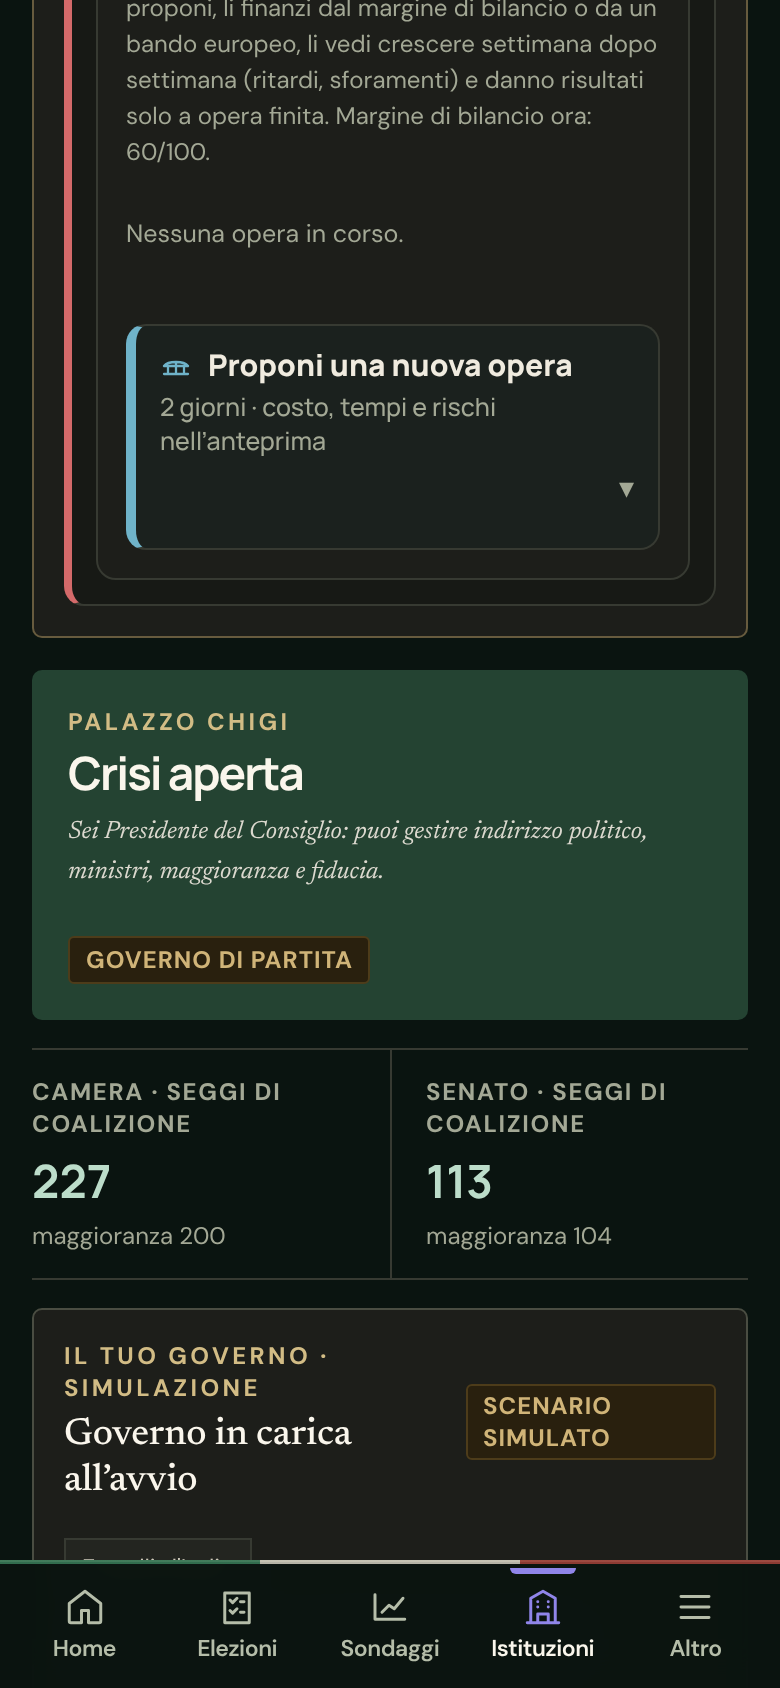 proponi, li finanzi dal margine di bilancio o da un
bando europeo, li vedi crescere settimana dopo
settimana (ritardi, sforamenti) e danno risultati
solo a opera finita. Margine di bilancio ora:
60/100.
Nessuna opera in corso.
Proponi una nuova opera
2 giorni · costo, tempi e rischi
nell’anteprima
▼
PALAZZO CHIGI
Crisi aperta
Sei Presidente del Consiglio: puoi gestire indirizzo politico,
ministri, maggioranza e fiducia.
GOVERNO DI PARTITA
CAMERA · SEGGI DI
COALIZIONE
227
maggioranza 200
SENATO · SEGGI DI
COALIZIONE
113
maggioranza 104
IL TUO GOVERNO ·
SIMULAZIONE
Governo in carica
all’avvio
SCENARIO
SIMULATO
Home
Elezioni
Sondaggi
Istituzioni
Altro